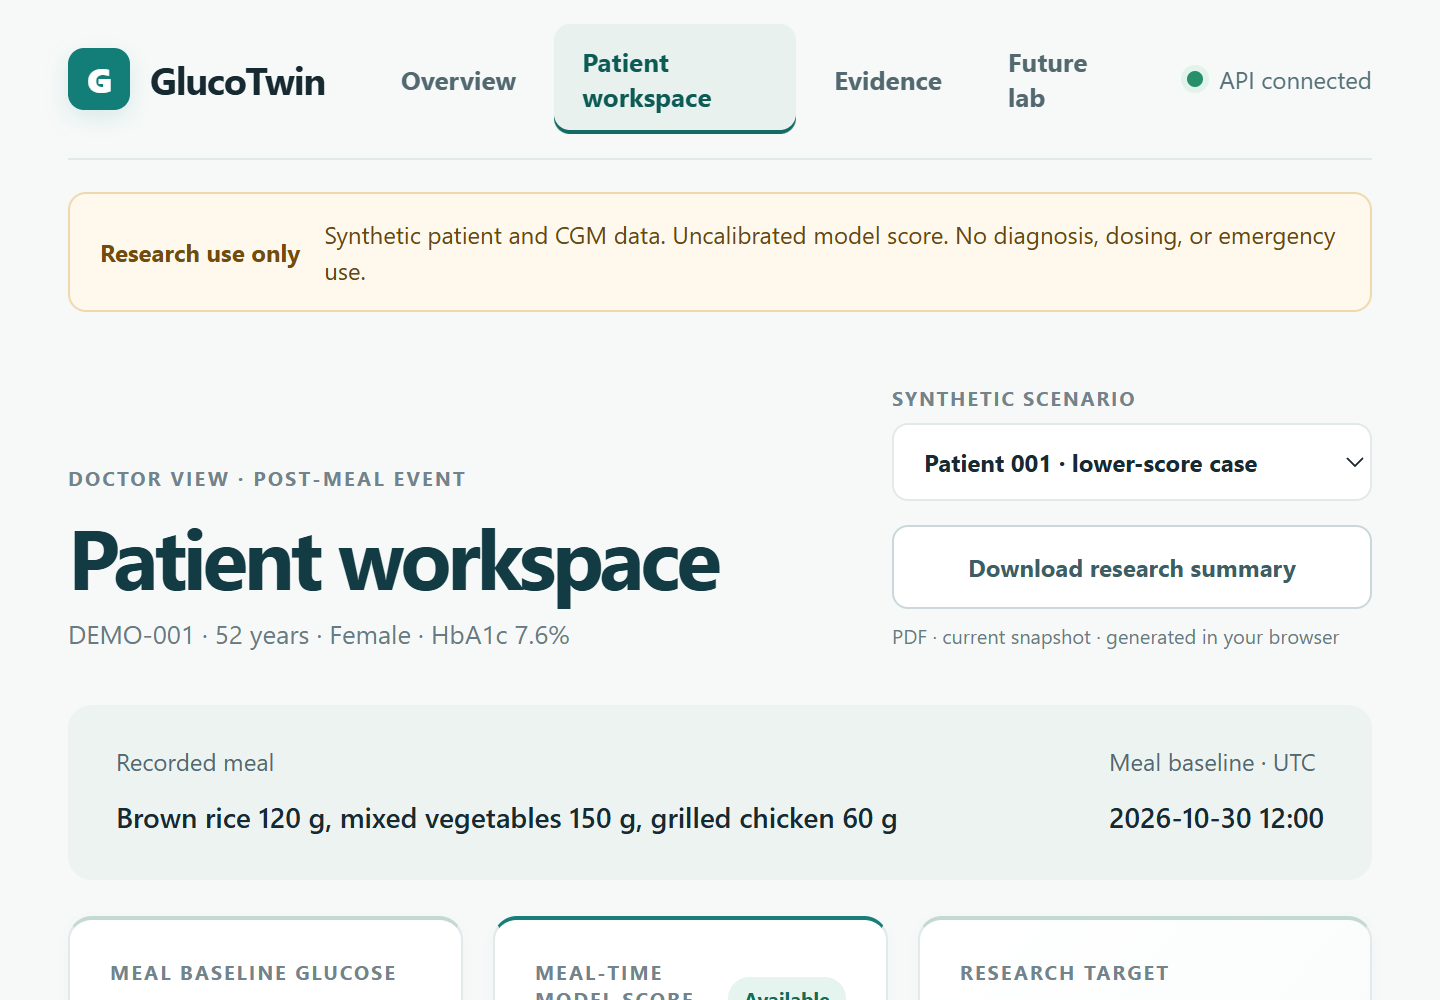 G GlucoTwin
Overview
Patient
workspace
Evidence
Future
lab
API connected
Research use only
Synthetic patient and CGM data. Uncalibrated model score. No diagnosis, dosing, or emergency
use.
SYNTHETIC SCENARIO
Patient 001 · lower-score case
Download research summary
PDF · current snapshot · generated in your browser
DOCTOR VIEW · POST-MEAL EVENT
Patient workspace
DEMO-001 · 52 years · Female · HbA1c 7.6%
Recorded meal
Brown rice 120 g, mixed vegetables 150 g, grilled chicken 60 g
Meal baseline · UTC
2026-10-30 12:00
MEAL BASELINE GLUCOSE
MEAL-TIME
MODEL SCORE
Available
RESEARCH TARGET